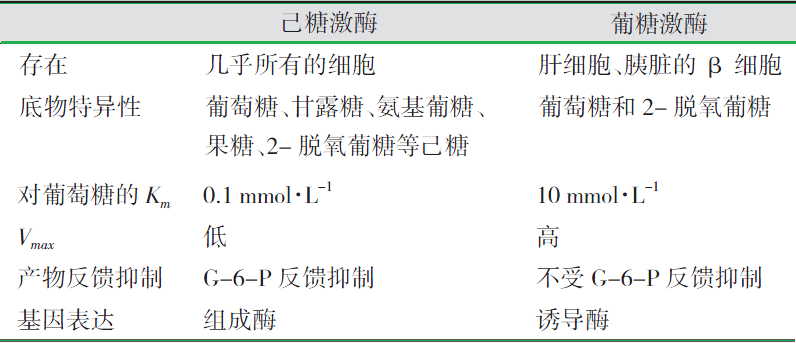 己糖激酶 葡糖激酶
存在 几乎所有的细胞 肝细胞、胰脏的 β 细胞
底物特异性 葡萄糖、甘露糖、氨基葡糖、 葡萄糖和2-脱氧葡糖
果糖、2-脱氧葡糖等己糖
对葡萄糖的 Km 0.1 mmol·L⁻¹ 10 mmol·L⁻¹
Vmax 低 高
产物反馈抑制 G-6-P 反馈抑制 不受 G-6-P 反馈抑制
基因表达 组成酶 诱导酶